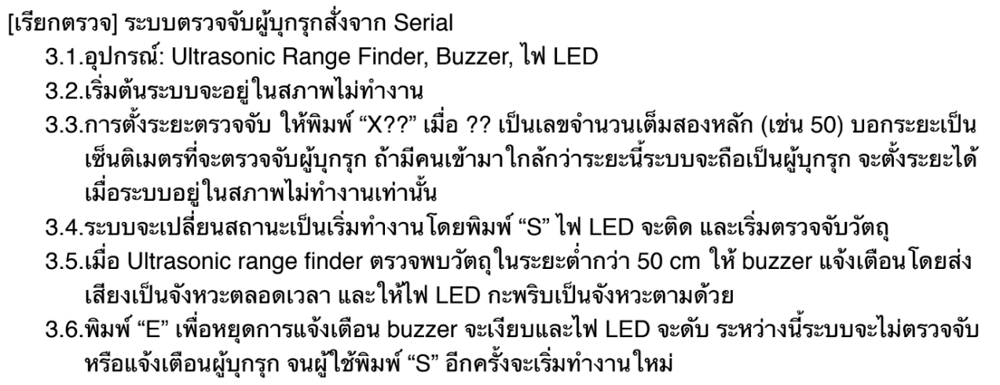 [เรียกตรวจ] ระบบตรวจจับผู้บุกรุกสั่งจาก Serial
3.1.อุปกรณ์: Ultrasonic Range Finder, Buzzer, ไฟ LED
3.2.เริ่มต้นระบบจะอยู่ในสภาพไม่ทำงาน
3.3.การตั้งระยะตรวจจับ ให้พิมพ์ “X??” เมื่อ ?? เป็นเลขจำนวนเต็มสองหลัก (เช่น 50) บอกระยะเป็น
เซ็นติเมตรที่จะตรวจจับผู้บุกรุก ถ้ามีคนเข้ามาใกล้กว่าระยะนี้ระบบจะถือเป็นผู้บุกรุก จะตั้งระยะได้
เมื่อระบบอยู่ในสภาพไม่ทำงานเท่านั้น
3.4.ระบบจะเปลี่ยนสถานะเป็นเริ่มทำงานโดยพิมพ์ “S” ไฟ LED จะติด และเริ่มตรวจจับวัตถุ
3.5.เมื่อ Ultrasonic range finder ตรวจพบวัตถุในระยะต่ำกว่า 50 cm ให้ buzzer แจ้งเตือนโดยส่ง
เสียงเป็นจังหวะตลอดเวลา และให้ไฟ LED กะพริบเป็นจังหวะตามด้วย
3.6.พิมพ์ “E” เพื่อหยุดการแจ้งเตือน buzzer จะเงียบและไฟ LED จะดับ ระหว่างนี้ระบบจะไม่ตรวจจับ
หรือแจ้งเตือนผู้บุกรุก จนผู้ใช้พิมพ์ “S” อีกครั้งจะเริ่มทำงานใหม่